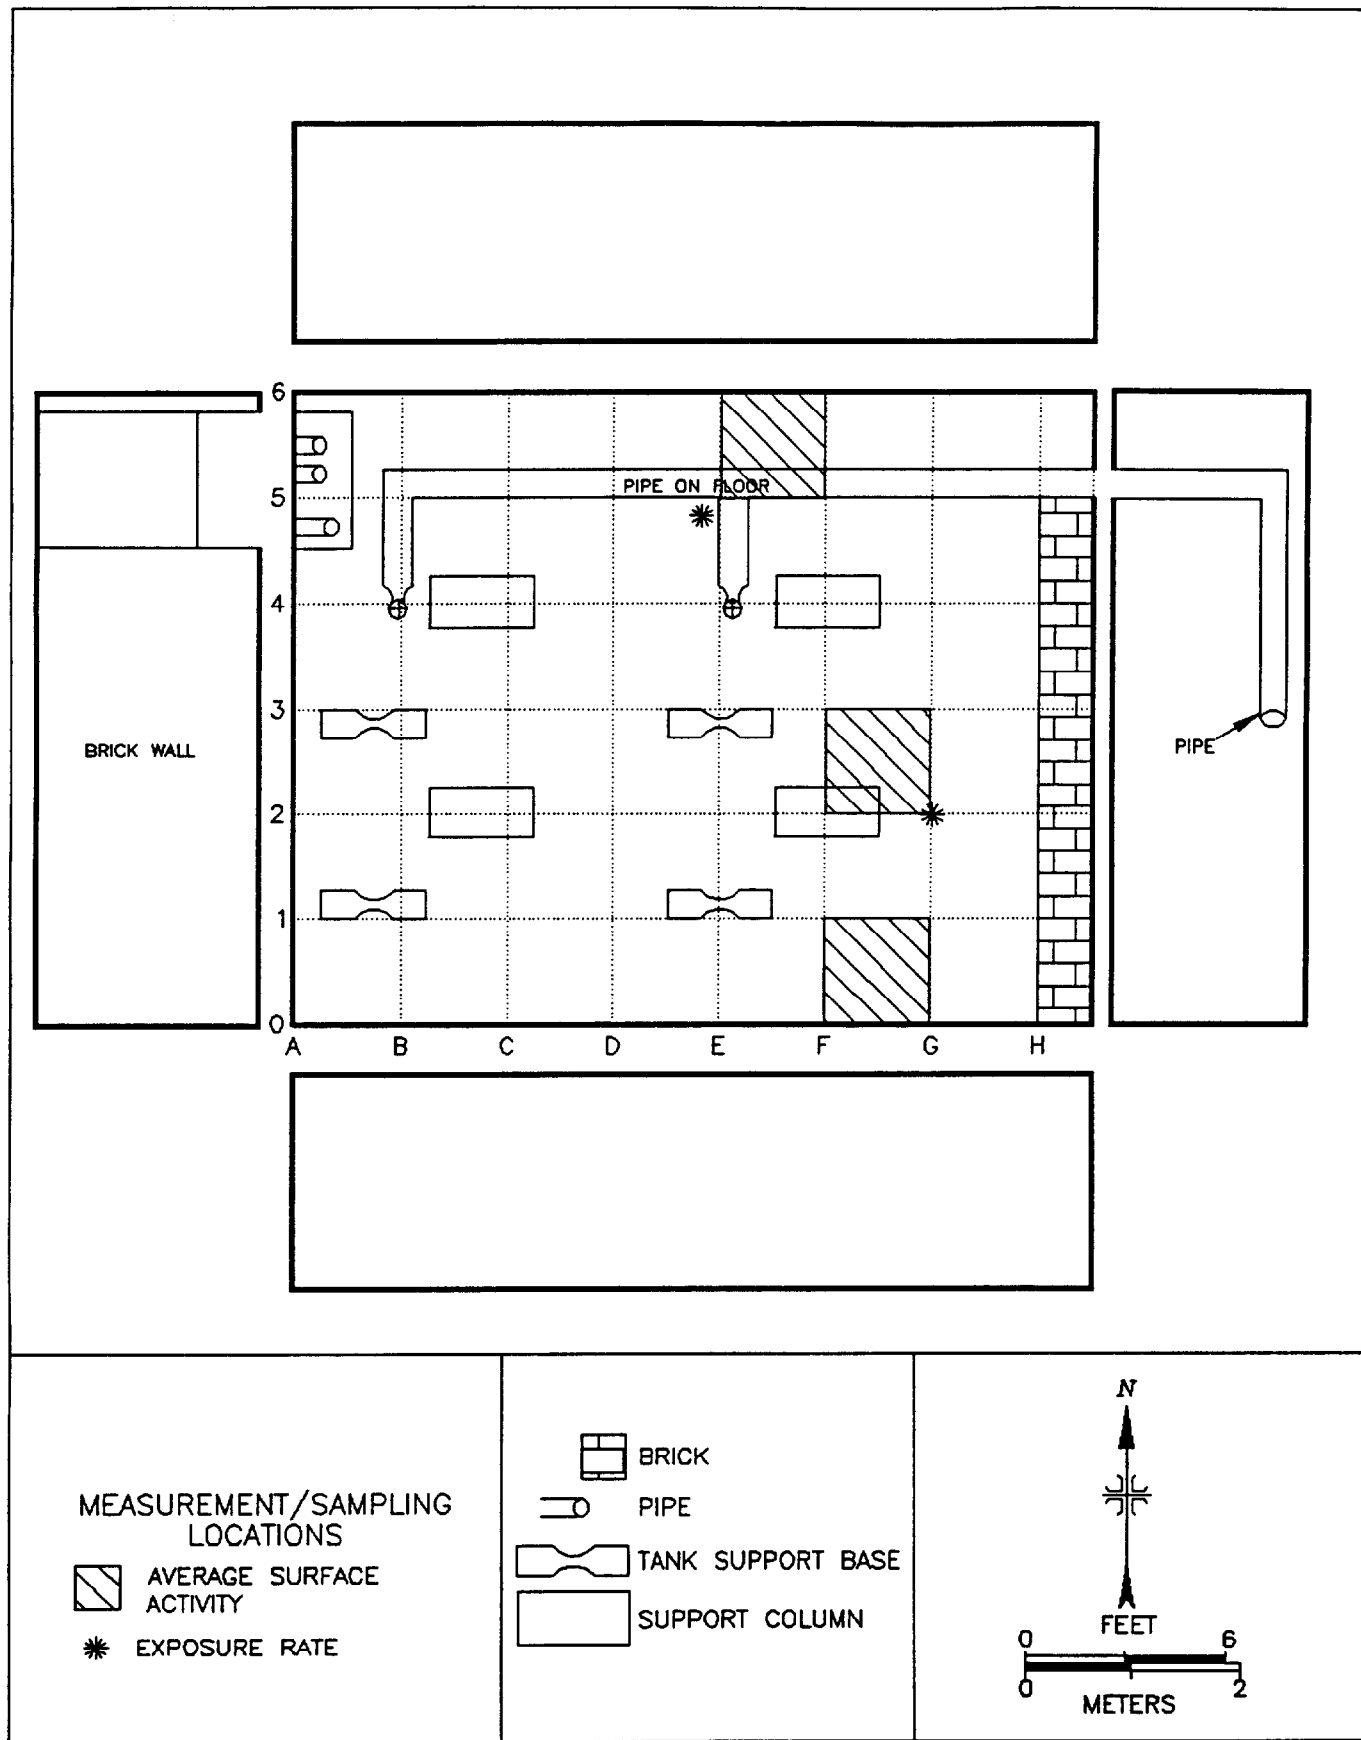 6
PIPE ON FLOOR
5
4
3
BRICK WALL
PIPE
2
1
0
A B C D E F G H
MEASUREMENT/SAMPLING
LOCATIONS
AVERAGE SURFACE
ACTIVITY
EXPOSURE RATE
BRICK
PIPE
TANK SUPPORT BASE
SUPPORT COLUMN
N
FEET
0 6
0 2
METERS